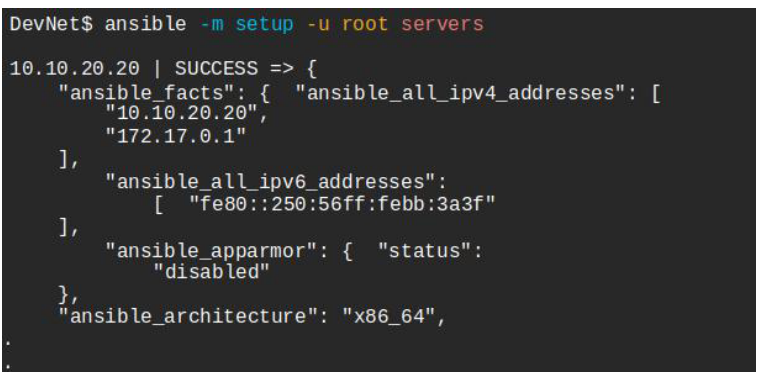 DevNet$ ansible -m setup -u root servers
10.10.20.20 | SUCCESS => {
"ansible_facts": {  "ansible_all_ipv4_addresses": [
"10.10.20.20",
"172.17.0.1"
],
"ansible_all_ipv6_addresses":
[  "fe80::250:56ff:febb:3a3f"
],
"ansible_apparmor": {  "status":
"disabled"
},
"ansible_architecture": "x86_64",
.
.